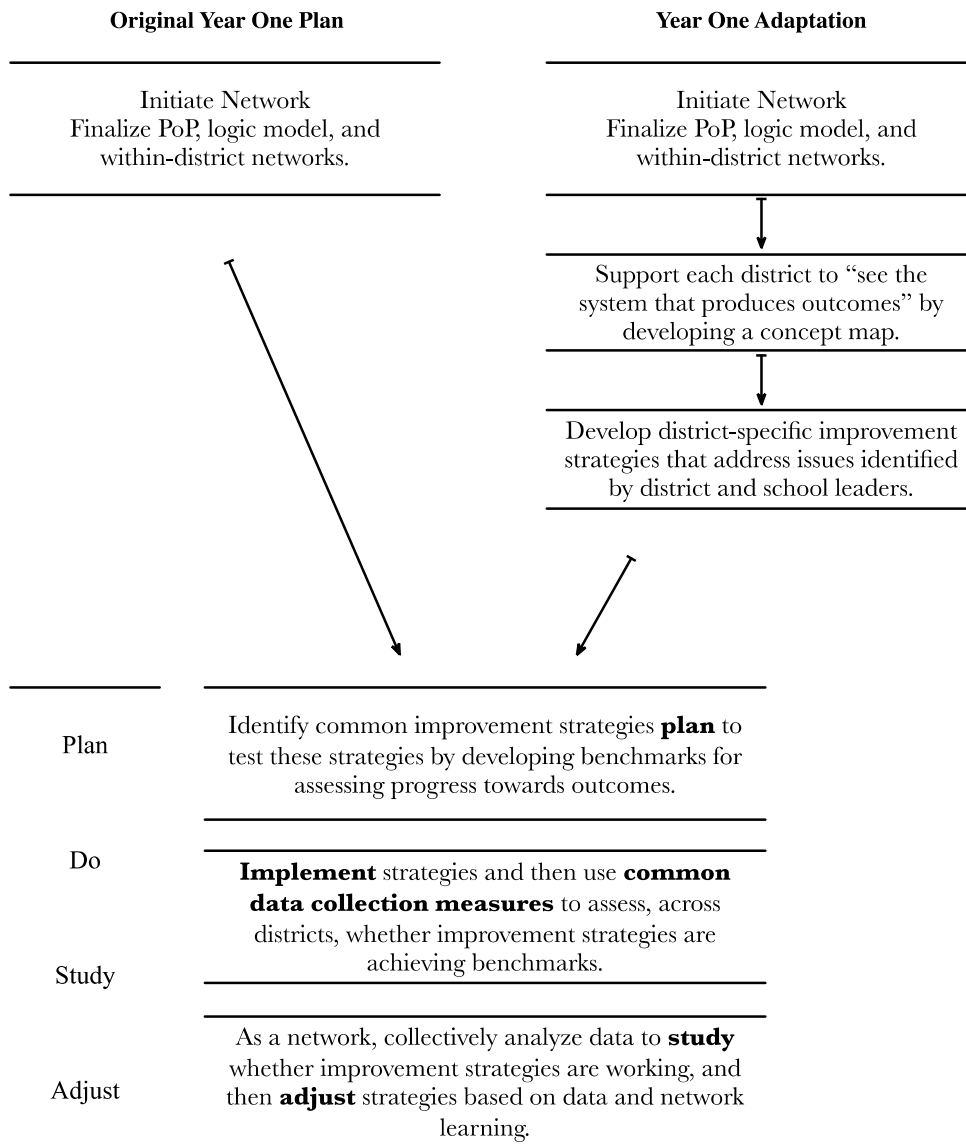 Original Year One Plan
Year One Adaptation
Initiate Network
Finalize PoP, logic model, and
within-district networks.
Initiate Network
Finalize PoP, logic model, and
within-district networks.
Support each district to “see the
system that produces outcomes” by
developing a concept map.
Develop district-specific improvement
strategies that address issues identified
by district and school leaders.
Plan
Identify common improvement strategies plan to
test these strategies by developing benchmarks for
assessing progress towards outcomes.
Do
Implement strategies and then use common
data collection measures to assess, across
districts, whether improvement strategies are
achieving benchmarks.
Study
As a network, collectively analyze data to study
whether improvement strategies are working, and
then adjust strategies based on data and network
learning.
Adjust